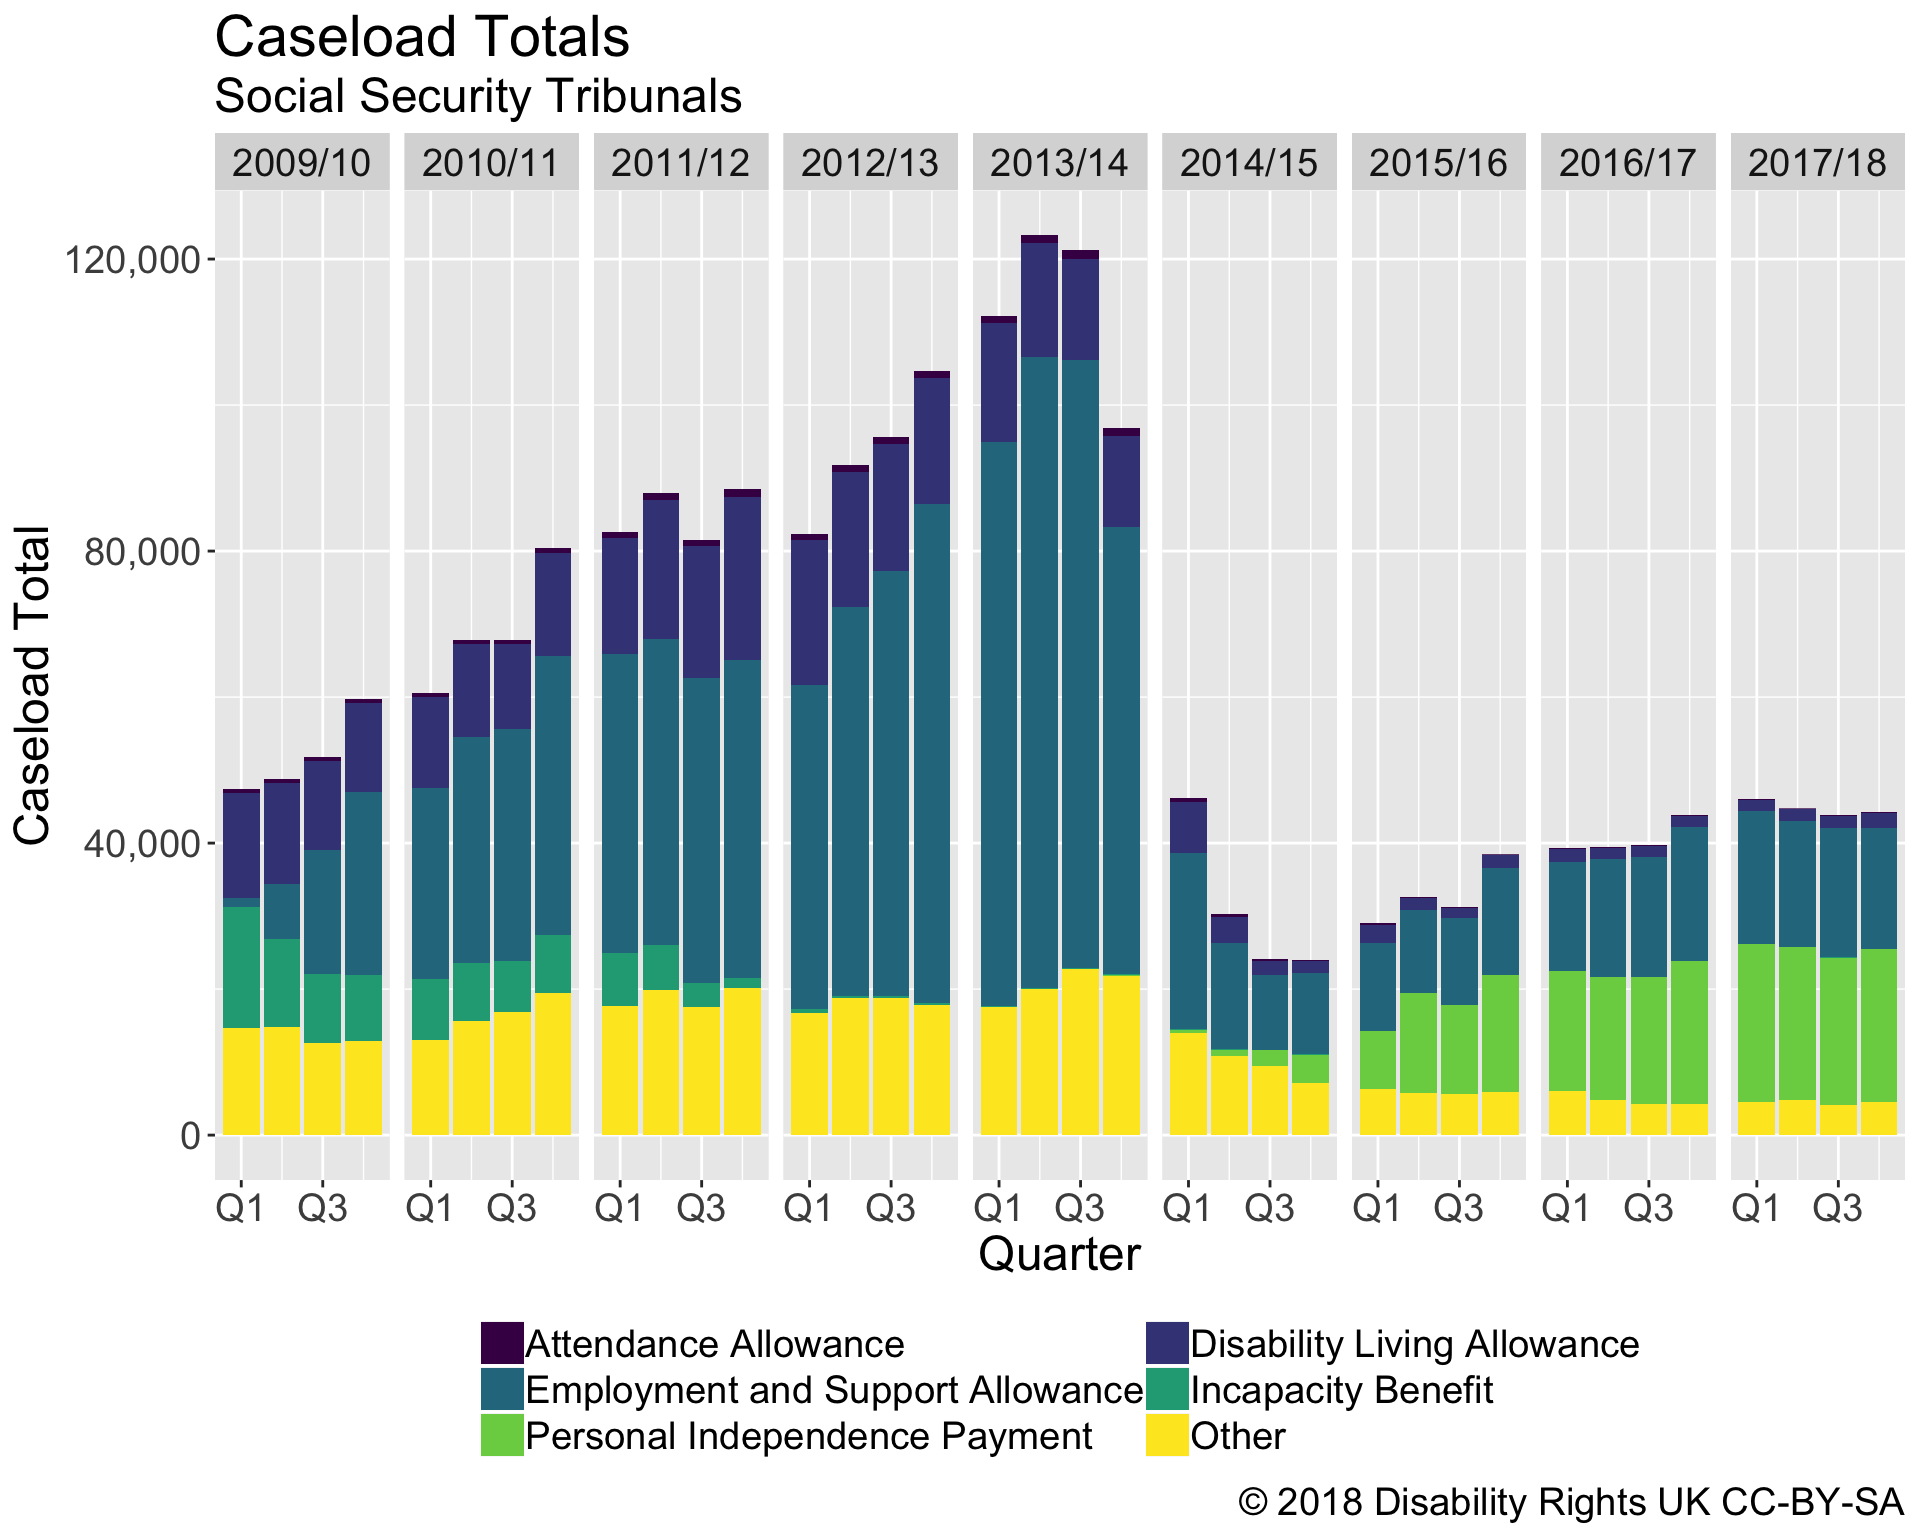 Caseload Totals
Social Security Tribunals
2009/10 2010/11 2011/12 2012/13 2013/14 2014/15 2015/16 2016/17 2017/18
120,000
80,000
40,000
0
Caseload Total
Q1 Q3 Q1 Q3 Q1 Q3 Q1 Q3 Q1 Q3 Q1 Q3 Q1 Q3 Q1 Q3 Q1 Q3
Quarter
Attendance Allowance Disability Living Allowance
Employment and Support Allowance Incapacity Benefit
Personal Independence Payment Other
© 2018 Disability Rights UK CC-BY-SA